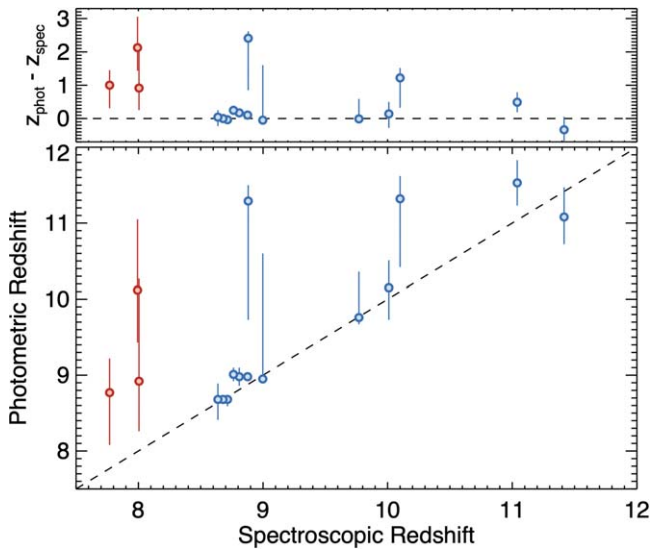 3
2
1
0
z_phot - z_spec
12
11
10
9
8
Photometric Redshift
8 9 10 11 12
Spectroscopic Redshift